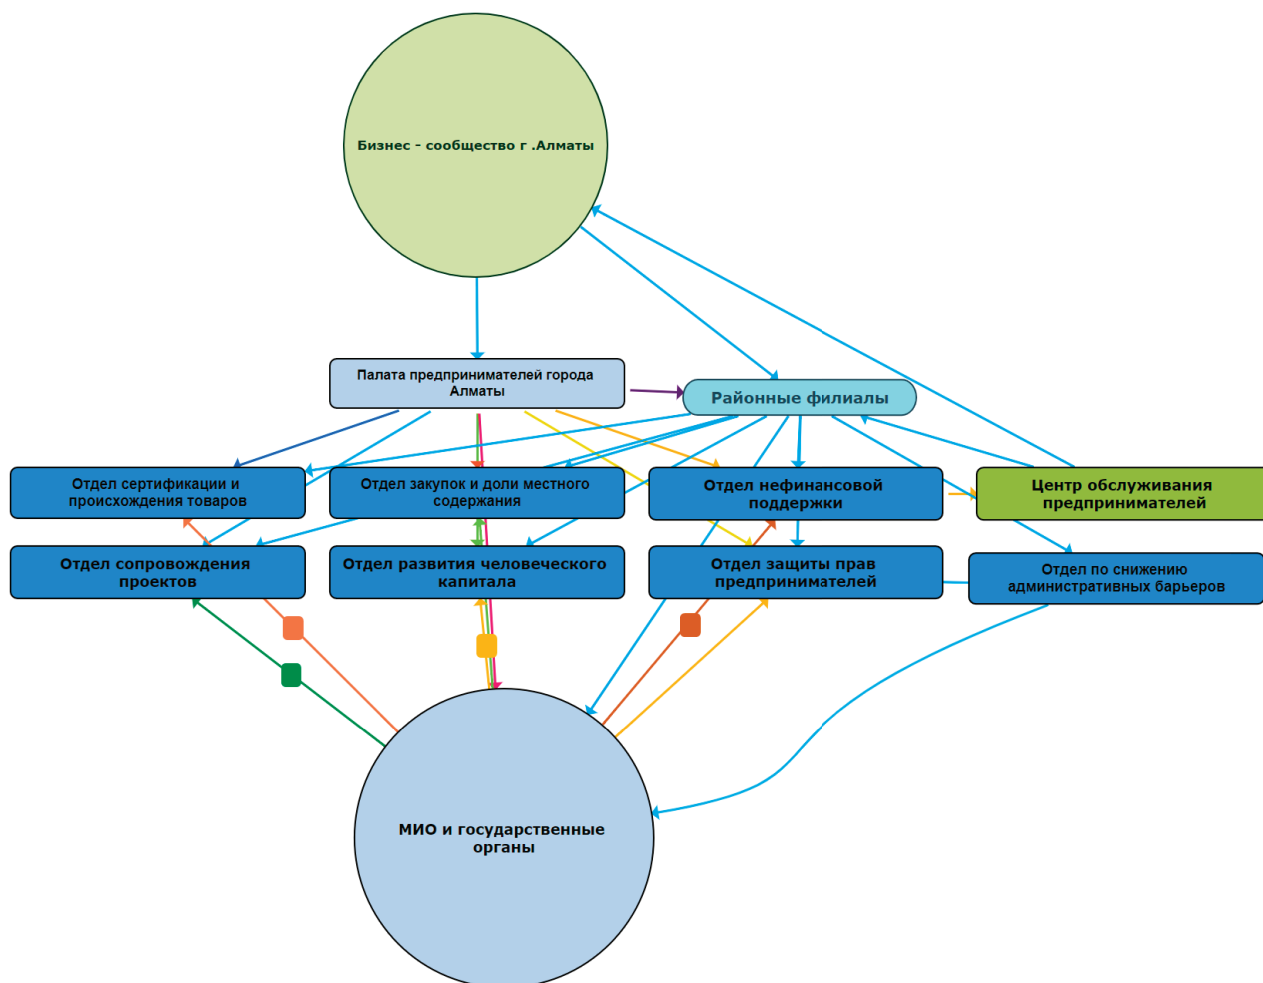 Бизнес - сообщество г .Алматы
Палата предпринимателей города
Алматы
Районные филиалы
Отдел сертификации и
происхождения товаров
Отдел закупок и доли местного
содержания
Отдел нефинансовой
поддержки
Центр обслуживания
предпринимателей
Отдел сопровождения
проектов
Отдел развития человеческого
капитала
Отдел защиты прав
предпринимателей
Отдел по снижению
административных барьеров
МИО и государственные
органы